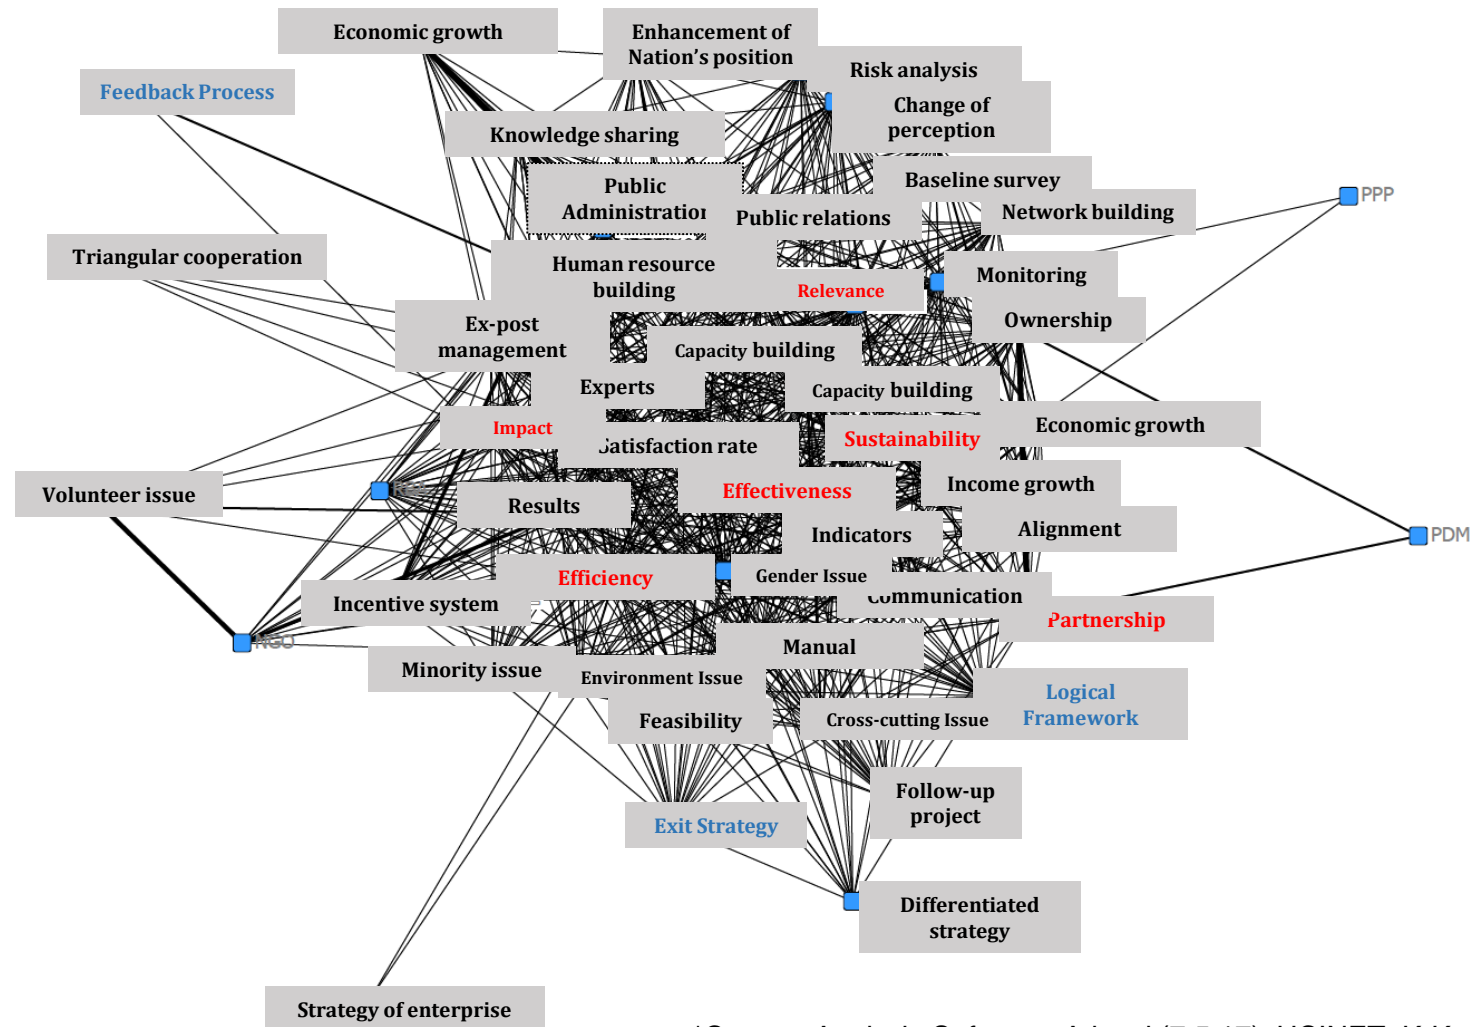 Economic growth
Enhancement of
Nation's position
Risk analysis
Feedback Process
Change of
perception
Knowledge sharing
Public
Administration
Baseline survey
PPP
Public relations
Network building
Triangular cooperation
Human resource
building
Monitoring
Relevance
Ownership
Ex-post
management
Capacity building
Experts
Capacity building
Impact
Economic growth
Satisfaction rate
Sustainability
Volunteer issue
Effectiveness
Income growth
Results
Indicators
Alignment
PDM
Efficiency
Gender Issue
Incentive system
Communication
Partnership
NGO
Manual
Minority issue
Environment Issue
Logical
Framework
Feasibility
Cross-cutting Issue
Follow-up
project
Exit Strategy
Differentiated
strategy
Strategy of enterprise